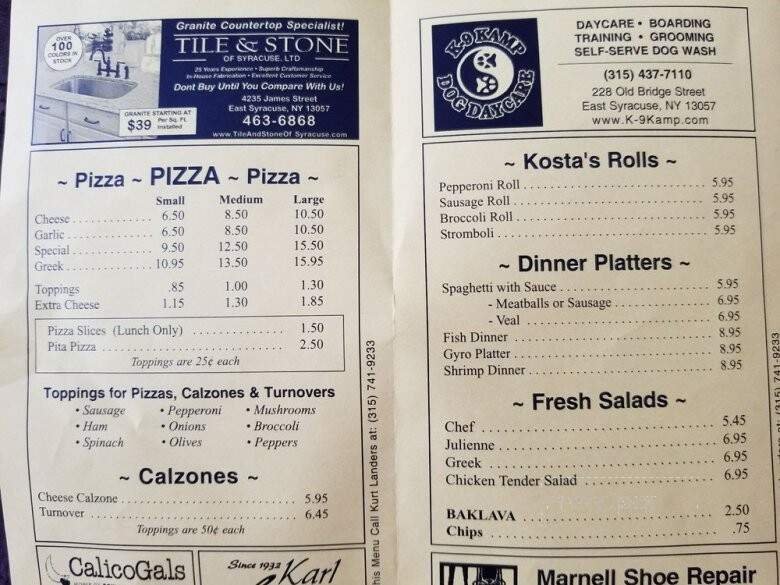 Granite Countertop Specialist!
OVER
100
COLORS IN
STOCK
TILE & STONE
OF SYRACUSE, LTD
25 Years Experience • Superb Craftsmanship
In-House Fabrication • Excellent Customer Service
Dont Buy Until You Compare With Us!
4235 James Street
East Syracuse, NY 13057
463-6868
www.TileAndStoneOf Syracuse.com
GRANITE STARTING AT
$39 Per Sq. Ft. Installed
~ Pizza ~ PIZZA ~ Pizza ~
Small Medium Large
Cheese 6.50 8.50 10.50
Garlic 6.50 8.50 10.50
Special 9.50 12.50 15.50
Greek 10.95 13.50 15.95
Toppings .85 1.00 1.30
Extra Cheese 1.15 1.30 1.85
Pizza Slices (Lunch Only) 1.50
Pita Pizza 2.50
Toppings are 25¢ each
Toppings for Pizzas, Calzones & Turnovers
• Sausage • Pepperoni • Mushrooms
• Ham • Onions • Broccoli
• Spinach • Olives • Peppers
~ Calzones ~
Cheese Calzone 5.95
Turnover 6.45
Toppings are 50¢ each
CalicoGals
Since 1932
Karl
his Menu Call Kurt Landers at: (315) 741-9233
K-9 KAMP
DOG DAYCARE
DAYCARE • BOARDING
TRAINING • GROOMING
SELF-SERVE DOG WASH
(315) 437-7110
228 Old Bridge Street
East Syracuse, NY 13057
www.K-9Kamp.com
~ Kosta's Rolls ~
Pepperoni Roll 5.95
Sausage Roll 5.95
Broccoli Roll 5.95
Stromboli 5.95
~ Dinner Platters ~
Spaghetti with Sauce 5.95
- Meatballs or Sausage 6.95
- Veal 6.95
Fish Dinner 8.95
Gyro Platter 8.95
Shrimp Dinner 8.95
~ Fresh Salads ~
Chef 5.45
Julienne 6.95
Greek 6.95
Chicken Tender Salad 6.95
BAKLAVA 2.50
Chips .75
Marnell Shoe Repair
(315) 741-9233